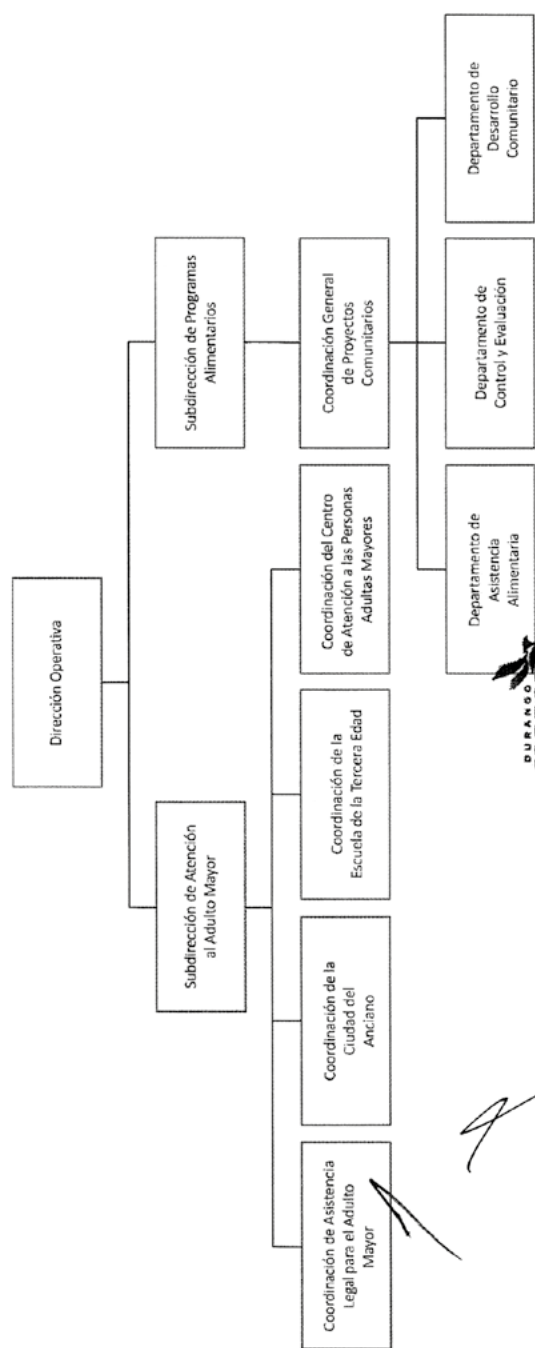 Dirección Operativa
Subdirección de Atención
al Adulto Mayor
Subdirección de Programas
Alimentarios
Coordinación de Asistencia
Legal para el Adulto
Mayor
Coordinación de la
Ciudad del
Anciano
Coordinación de la
Escuela de la Tercera Edad
Coordinación del Centro
de Atención a las Personas
Adultas Mayores
Coordinación General
de Proyectos
Comunitarios
Departamento de
Asistencia
Alimentaria
Departamento de
Control y Evaluación
Departamento de
Desarrollo
Comunitario
DURANGO